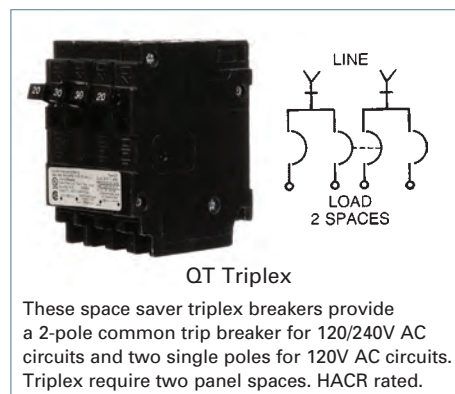 20 30 30 20
LINE
LOAD
2 SPACES
QT Triplex
These space saver triplex breakers provide
a 2-pole common trip breaker for 120/240V AC
circuits and two single poles for 120V AC circuits.
Triplex require two panel spaces. HACR rated.